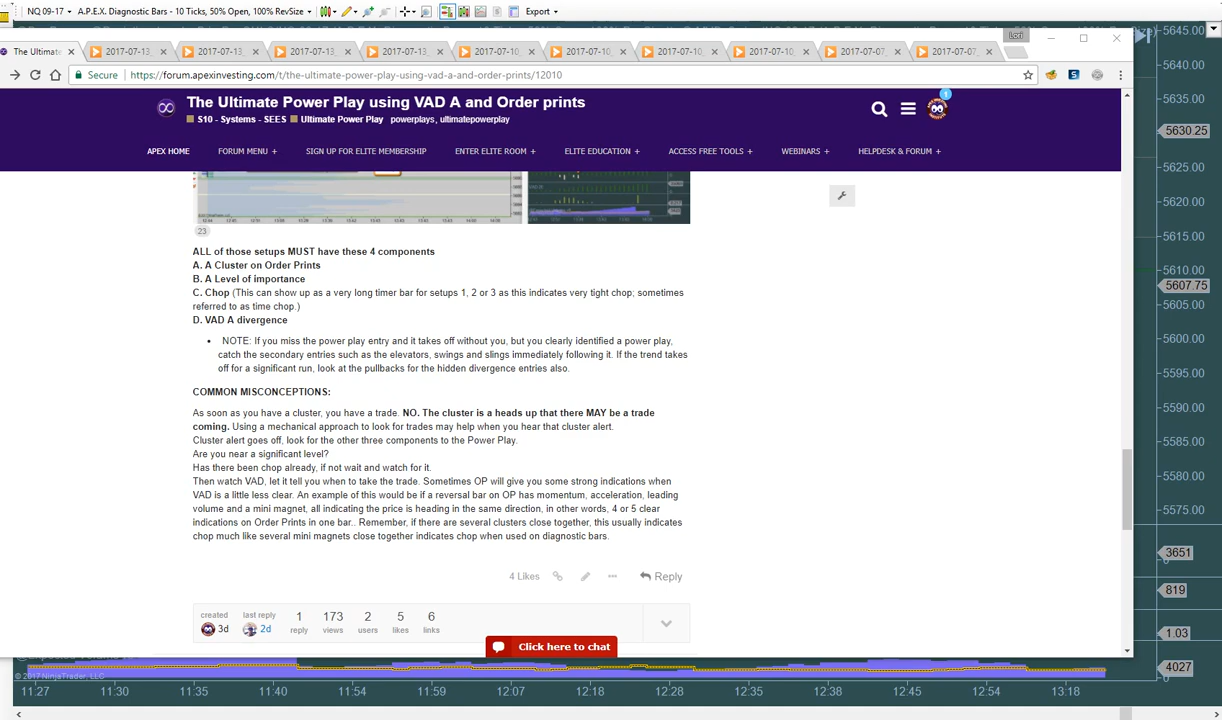 NQ 09-17 A.P.E.X. Diagnostic Bars - 10 Ticks, 50% Open, 100% RevSize Export
The Ultima 2017-07-13, 2017-07-13, 2017-07-13, 2017-07-13, 2017-07-10, 2017-07-10, 2017-07-10, 2017-07-10, 2017-07-07, 2017-07-07,
Lori
Secure https://forum.apexinvesting.com/t/the-ultimate-power-play-using-vad-a-and-order-prints/12010
The Ultimate Power Play using VAD A and Order prints
S10 - Systems - SEES Ultimate Power Play powerplays, ultimatepowerplay
1
APEX HOME FORUM MENU + SIGN UP FOR ELITE MEMBERSHIP ENTER ELITE ROOM + ELITE EDUCATION + ACCESS FREE TOOLS + WEBINARS + HELPDESK & FORUM +
23
ALL of those setups MUST have these 4 components
A. A Cluster on Order Prints
B. A Level of importance
C. Chop (This can show up as a very long timer bar for setups 1, 2 or 3 as this indicates very tight chop; sometimes
referred to as time chop.)
D. VAD A divergence
• NOTE: If you miss the power play entry and it takes off without you, but you clearly identified a power play,
catch the secondary entries such as the elevators, swings and slings immediately following it. If the trend takes
off for a significant run, look at the pullbacks for the hidden divergence entries also.
COMMON MISCONCEPTIONS:
As soon as you have a cluster, you have a trade. NO. The cluster is a heads up that there MAY be a trade
coming. Using a mechanical approach to look for trades may help when you hear that cluster alert.
Cluster alert goes off, look for the other three components to the Power Play.
Are you near a significant level?
Has there been chop already, if not wait and watch for it.
Then watch VAD, let it tell you when to take the trade. Sometimes OP will give you some strong indications when
VAD is a little less clear. An example of this would be if a reversal bar on OP has momentum, acceleration, leading
volume and a mini magnet, all indicating the price is heading in the same direction, in other words, 4 or 5 clear
indications on Order Prints in one bar.. Remember, if there are several clusters close together, this usually indicates
chop much like several mini magnets close together indicates chop when used on diagnostic bars.
4 Likes Reply
created last reply 1 173 2 5 6
3d 2d reply views users likes links
Click here to chat
5645.00
5640.00
5635.00
5630.25
5625.00
5620.00
5615.00
5610.00
5607.75
5605.00
5600.00
5595.00
5590.00
5585.00
5580.00
5575.00
3651
819
1.03
4027
© 2017 NinjaTrader, LLC
11:27 11:30 11:35 11:40 11:54 11:59 12:07 12:18 12:28 12:35 12:38 12:45 12:54 13:18